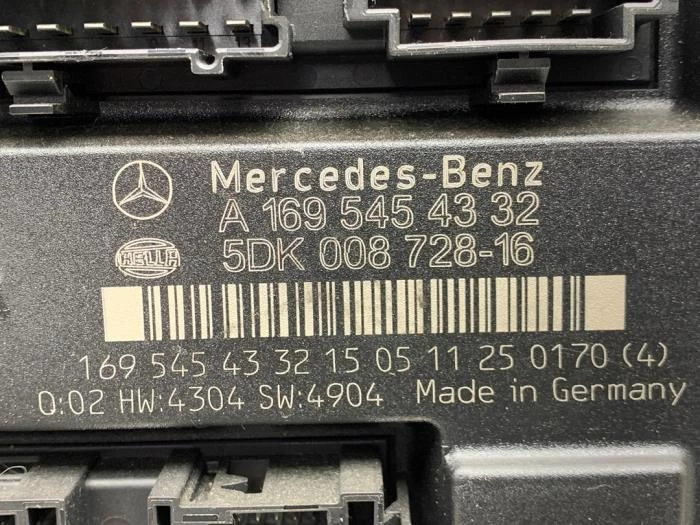 Mercedes-Benz
A 169 545 43 32
HELLA
5DK 008 728-16
169 545 43 32 15 05 11 25 0170 (4)
Q:02 HW:4304 SW:4904 Made in Germany